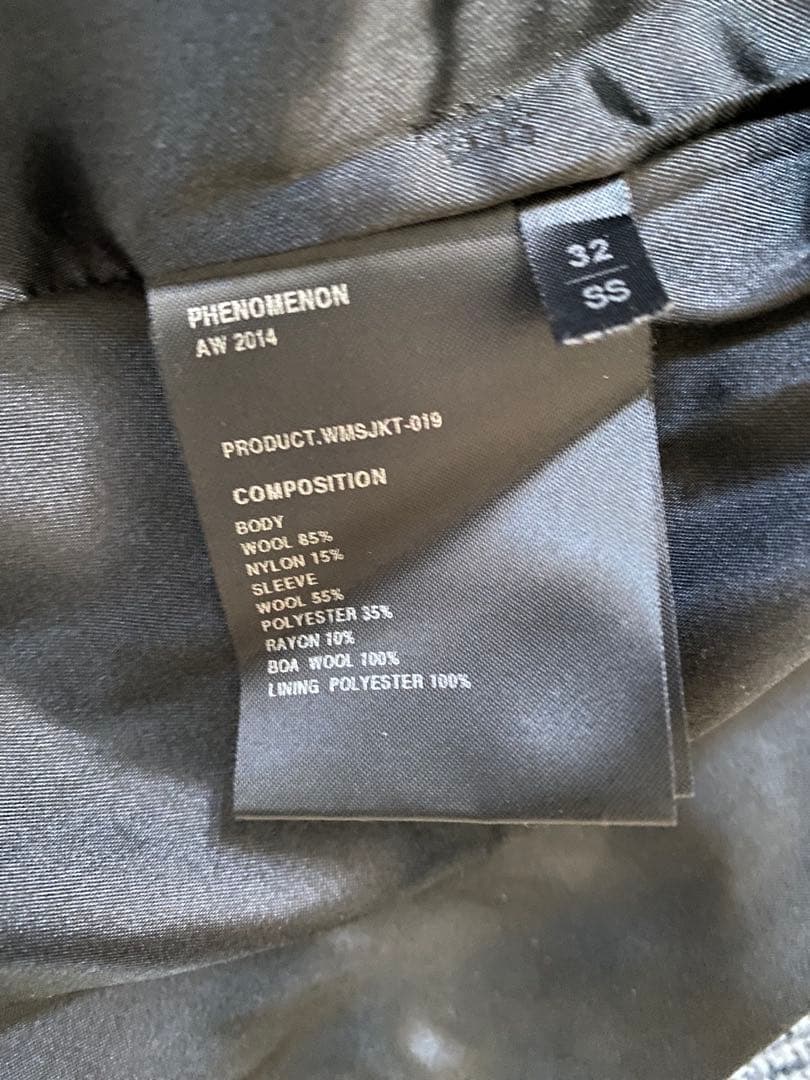 32
SS
PHENOMENON
AW 2014
PRODUCT.WMSJKT-019
COMPOSITION
BODY
WOOL 85%
NYLON 15%
SLEEVE
WOOL 55%
POLYESTER 35%
RAYON 10%
BOA WOOL 100%
LINING POLYESTER 100%